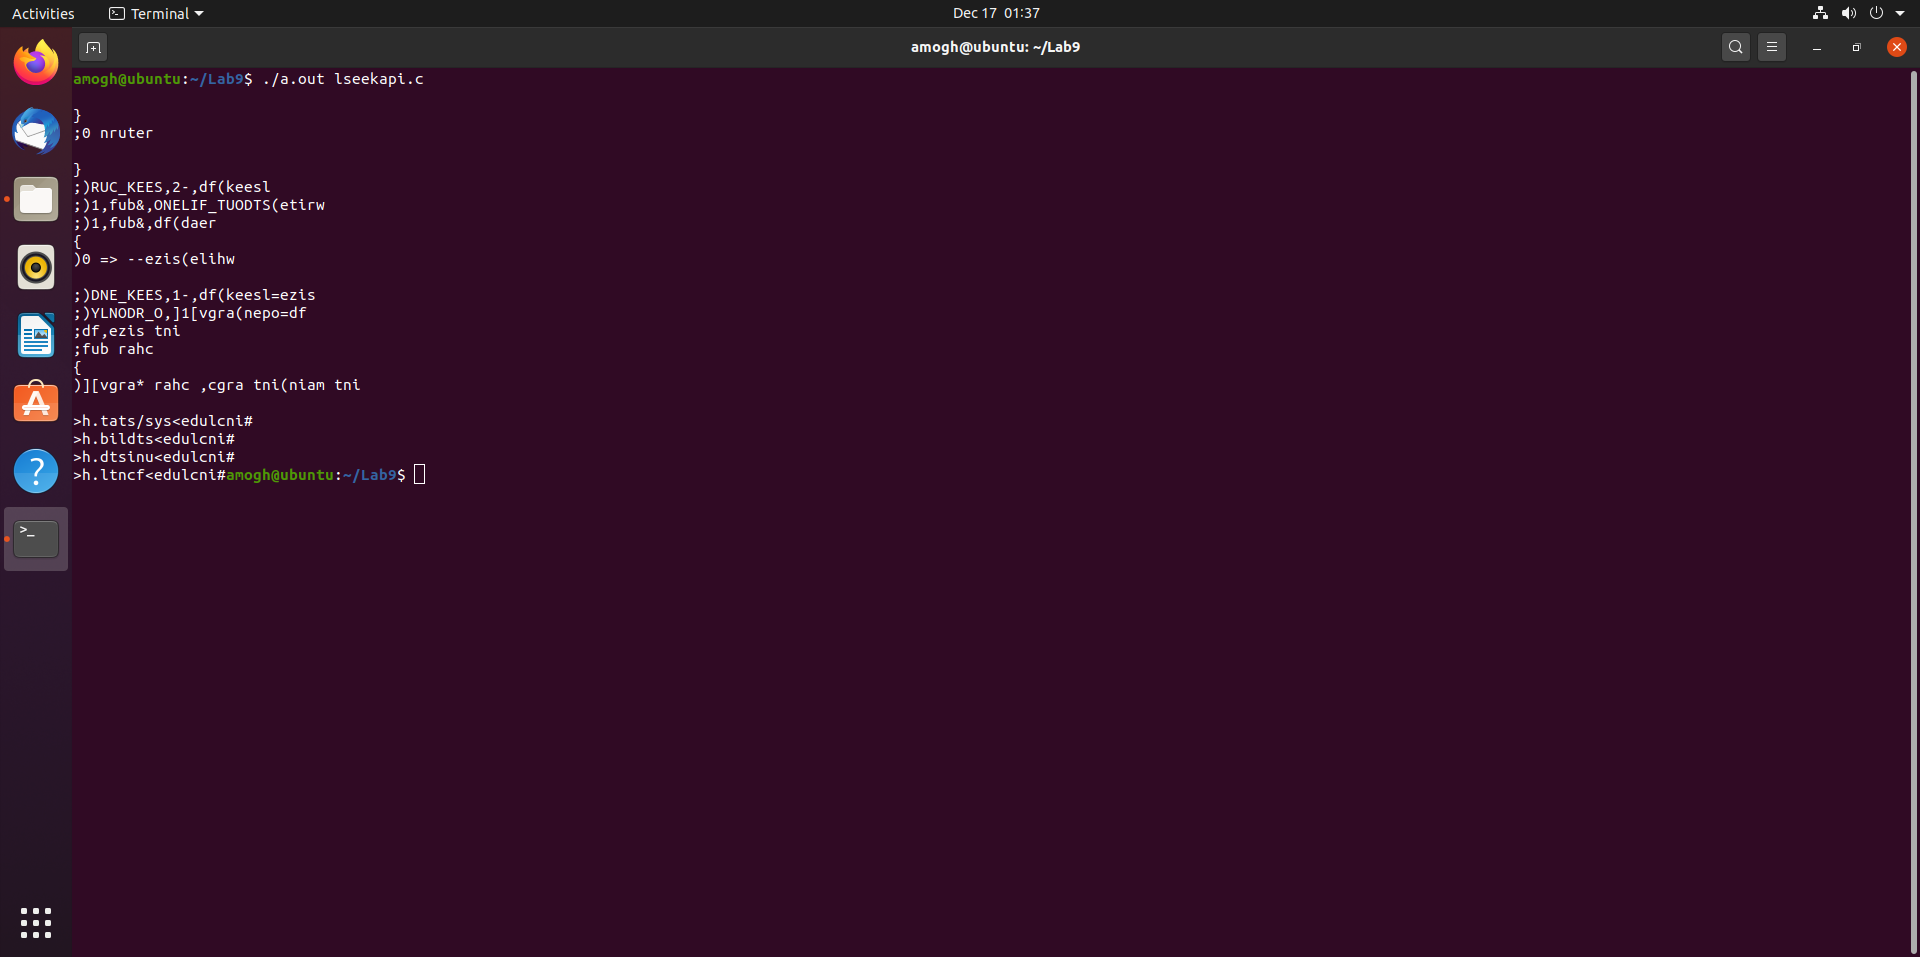 Activities
Terminal
Dec 17 01:37
amogh@ubuntu: ~/Lab9
amogh@ubuntu:~/Lab9$ ./a.out lseekapi.c
}
;0 nruter
}
;)RUC_KEES,2-,df(keesl
;)1,fub&,ONELIF_TUODTS(etirw
;)1,fub&,df(daer
{
)0 => --ezis(elihw
;)DNE_KEES,1-,df(keesl=ezis
;)YLNODR_O,]1[vgra(nepo=df
;df,ezis tni
;fub rahc
{
)][vgra* rahc ,cgra tni(niam tni
>h.tats/sys<edulcni#
>h.bildts<edulcni#
>h.dtsinu<edulcni#
>h.ltncf<edulcni#amogh@ubuntu:~/Lab9$